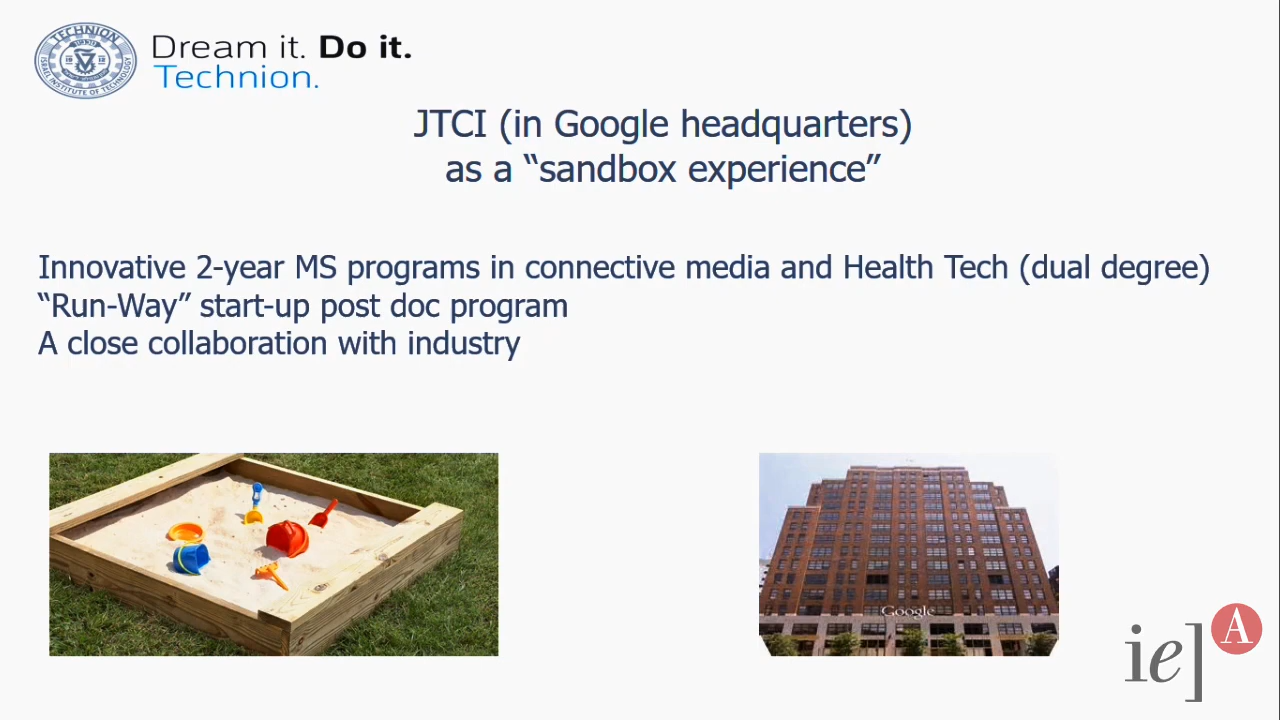 TECHNION
ISRAEL INSTITUTE OF TECHNOLOGY
Dream it. Do it.
Technion.
JTCI (in Google headquarters)
as a “sandbox experience”
Innovative 2-year MS programs in connective media and Health Tech (dual degree)
“Run-Way” start-up post doc program
A close collaboration with industry
Google
ie]
A